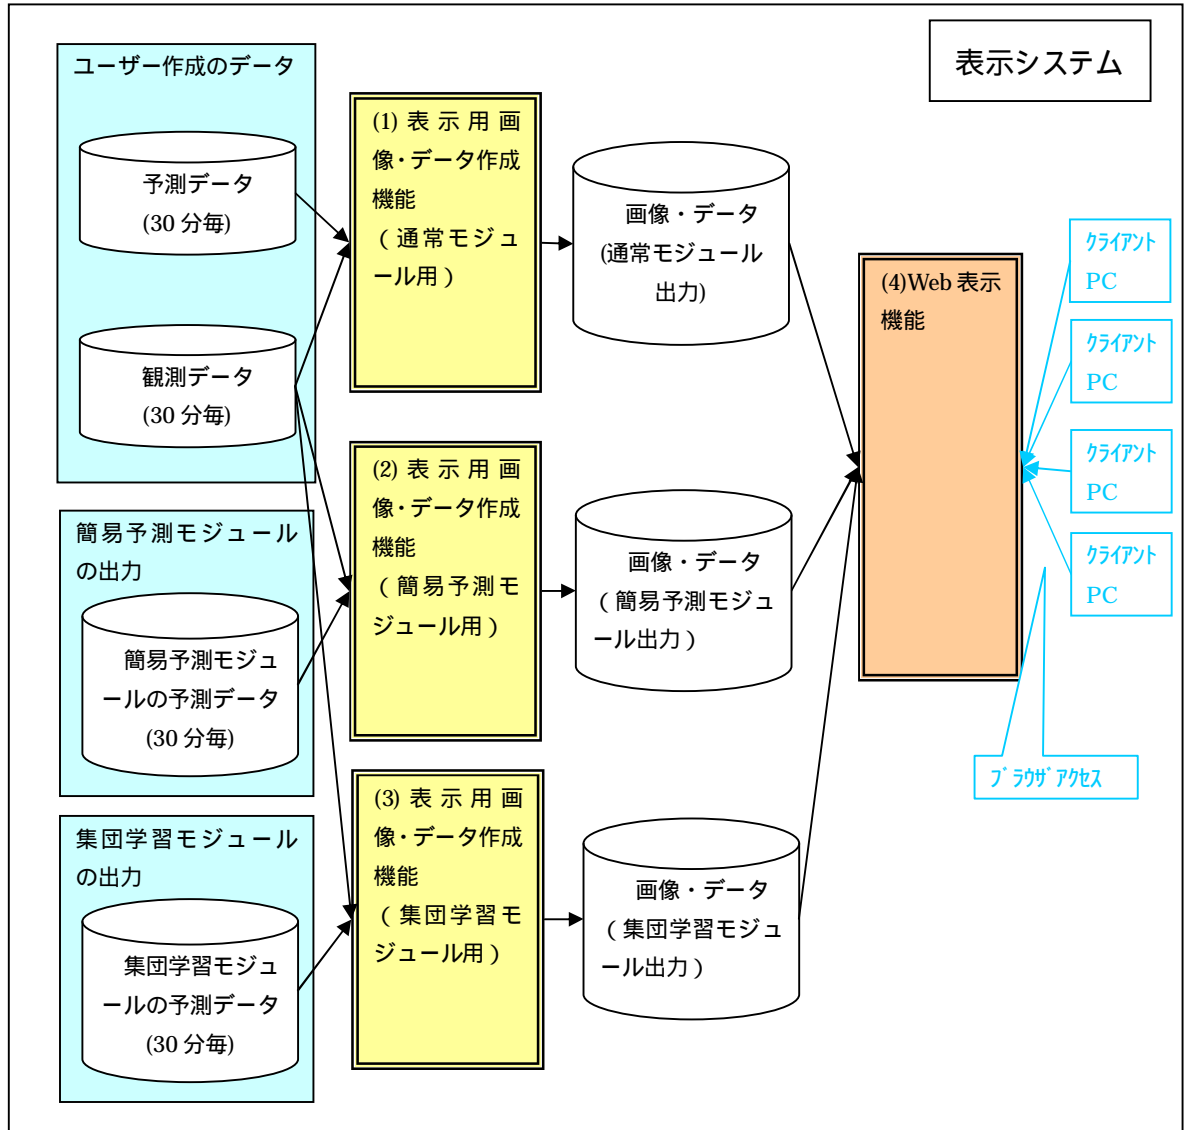 表示システム
ユーザー作成のデータ
予測データ
(30 分毎)
観測データ
(30 分毎)
簡易予測モジュール
の出力
簡易予測モジュ
ールの予測データ
(30 分毎)
集団学習モジュール
の出力
集団学習モジュ
ールの予測データ
(30 分毎)
(1) 表示用画
像・データ作成
機能
（通常モジュ
ール用）
(2) 表示用画
像・データ作成
機能
（簡易予測モ
ジュール用）
(3) 表示用画
像・データ作成
機能
（集団学習モ
ジュール用）
画像・データ
(通常モジュール
出力)
画像・データ
（簡易予測モジュ
ール出力）
画像・データ
（集団学習モジュ
ール出力）
(4)Web 表示
機能
ｸﾗｲｱﾝﾄ
PC
ｸﾗｲｱﾝﾄ
PC
ｸﾗｲｱﾝﾄ
PC
ｸﾗｲｱﾝﾄ
PC
ﾌﾞﾗｳｻﾞｱｸｾｽ